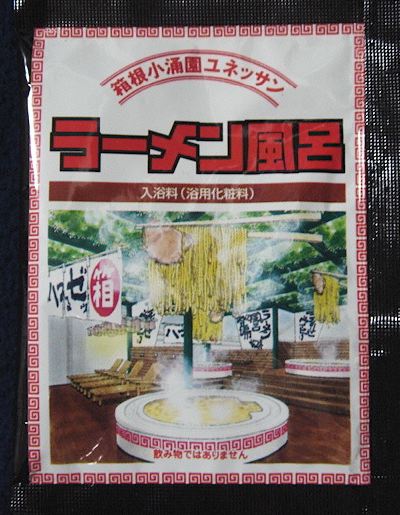 箱根小涌園ユネッサン
ラーメン風呂
入浴料（浴用化粧料）
箱
飲み物ではありません